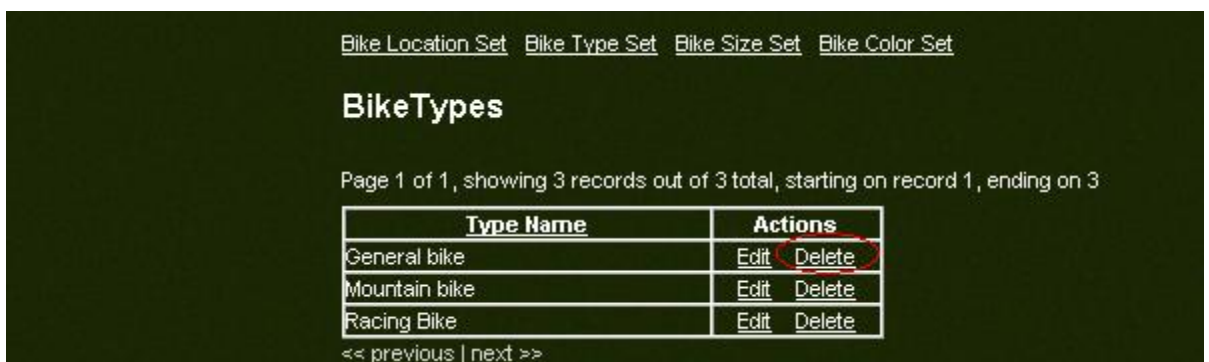 Bike Location Set Bike Type Set Bike Size Set Bike Color Set
BikeTypes
Page 1 of 1, showing 3 records out of 3 total, starting on record 1, ending on 3
Type Name Actions
General bike Edit Delete
Mountain bike Edit Delete
Racing Bike Edit Delete
<< previous | next >>